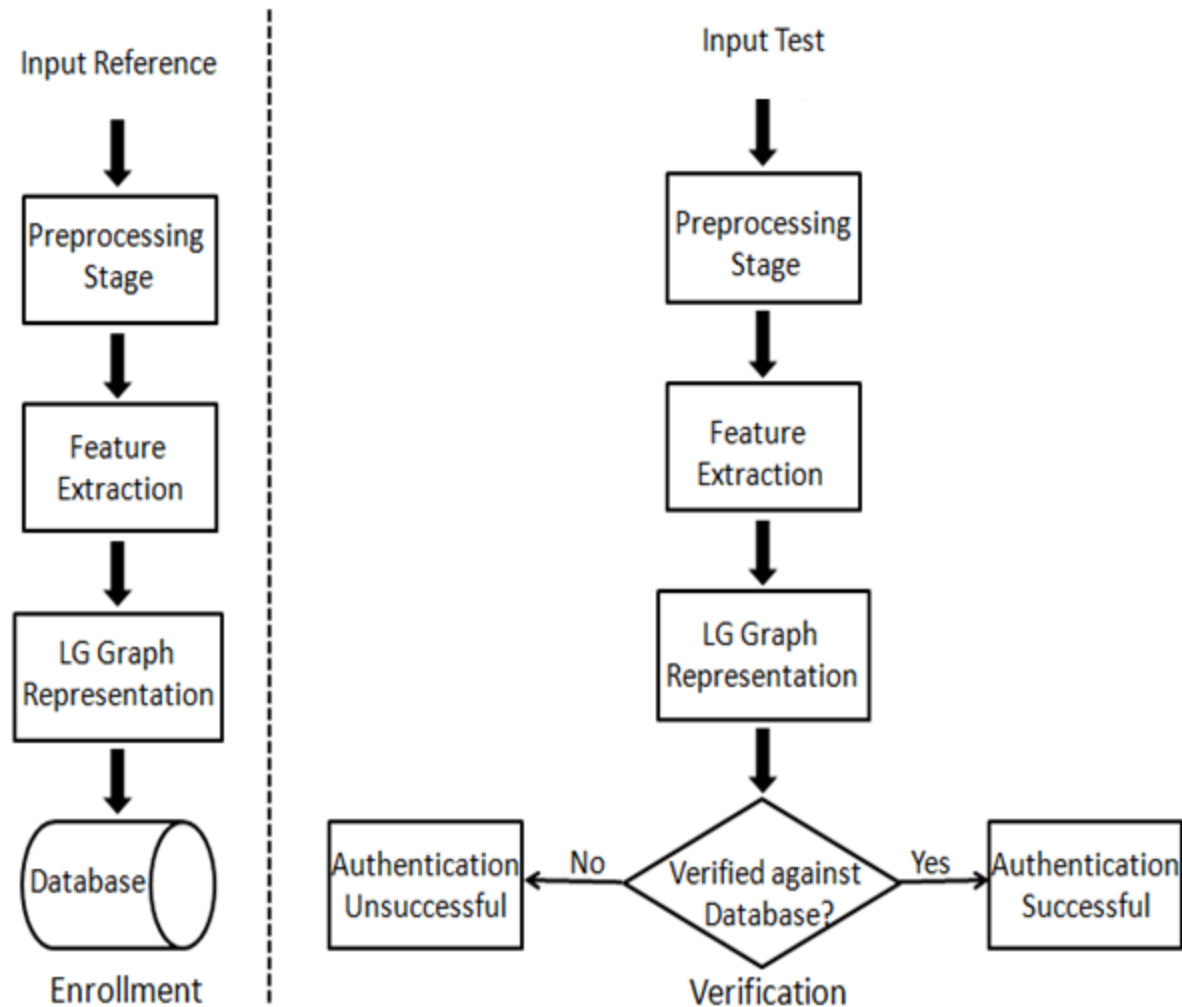 Input Reference
Preprocessing
Stage
Feature
Extraction
LG Graph
Representation
Database
Enrollment
Input Test
Preprocessing
Stage
Feature
Extraction
LG Graph
Representation
Verified against
Database?
No
Yes
Authentication
Unsuccessful
Authentication
Successful
Verification